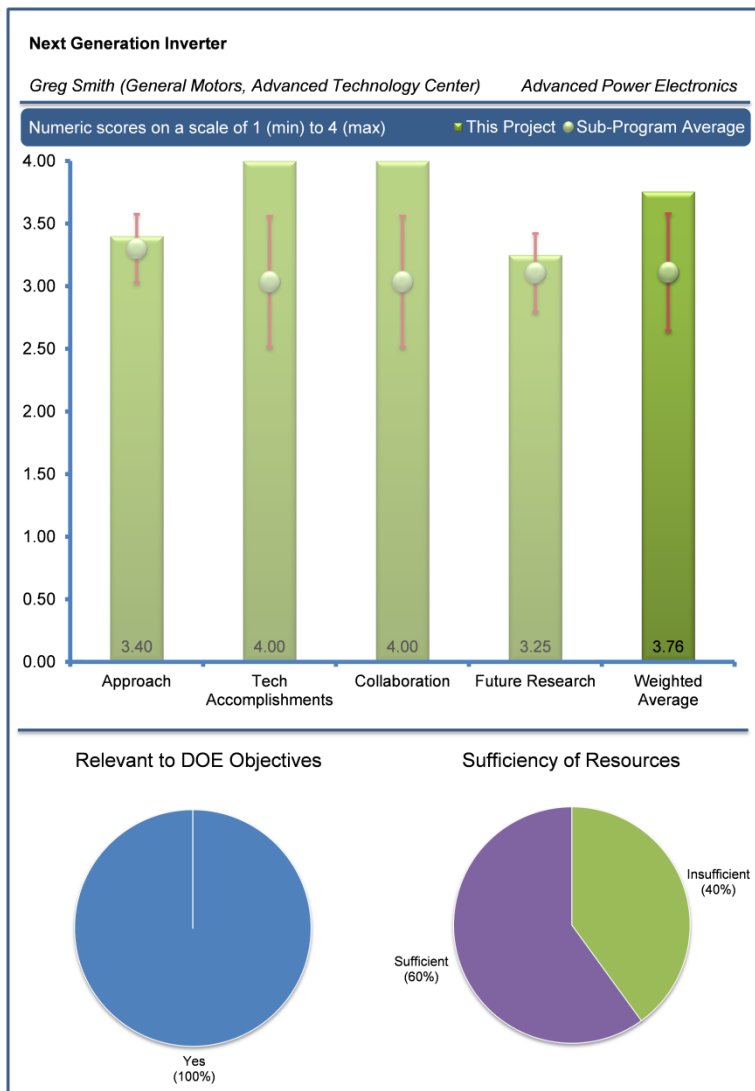 Next Generation Inverter
Greg Smith (General Motors, Advanced Technology Center) Advanced Power Electronics
Numeric scores on a scale of 1 (min) to 4 (max) This Project Sub-Program Average
4.00
3.50
3.00
2.50
2.00
1.50
1.00
0.50
0.00
3.40 4.00 4.00 3.25 3.76
Approach Tech Collaboration Future Research Weighted
Accomplishments Average
Relevant to DOE Objectives Sufficiency of Resources
Insufficient
(40%)
Sufficient
(60%)
Yes
(100%)